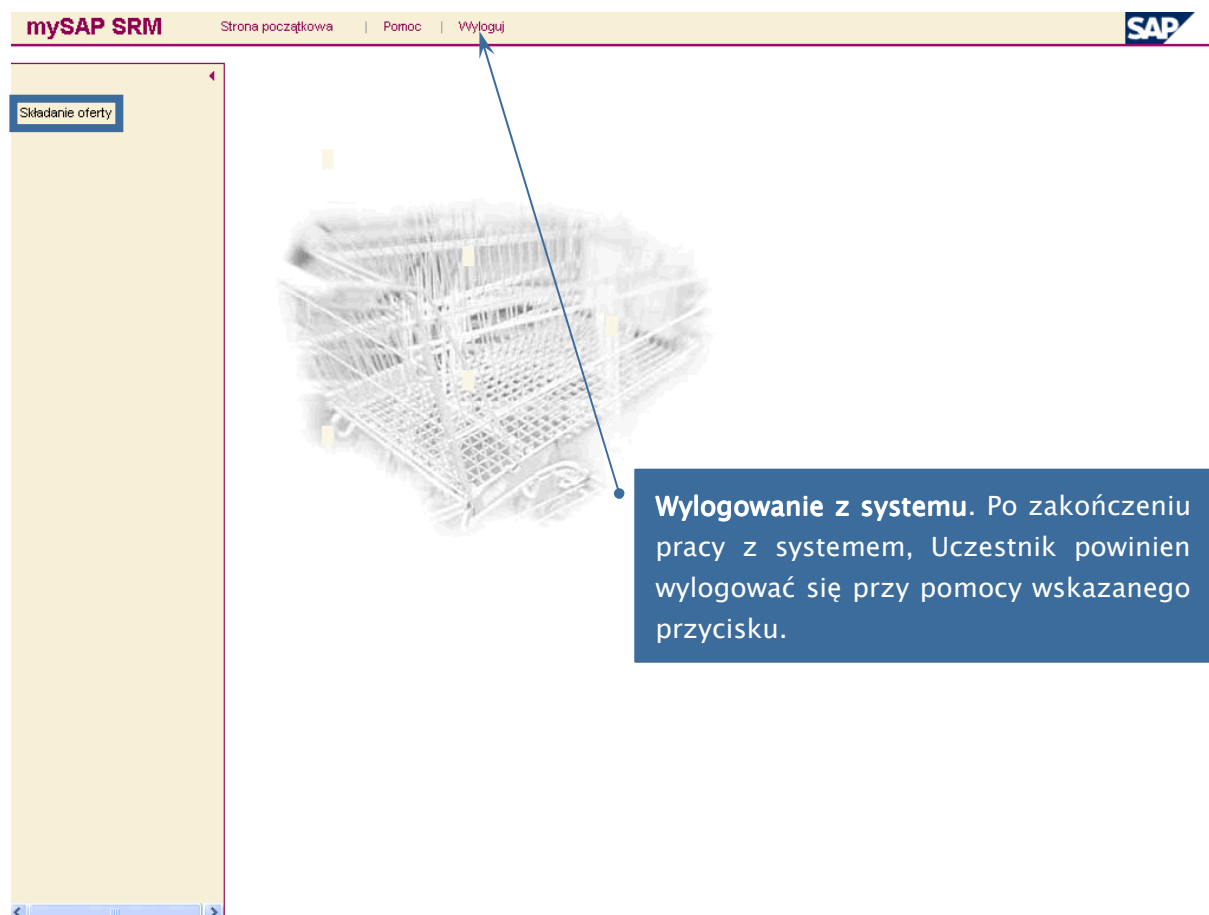 mySAP SRM Strona początkowa | Pomoc | Wyloguj SAP
Składanie oferty
Wylogowanie z systemu. Po zakończeniu
pracy z systemem, Uczestnik powinien
wylogować się przy pomocy wskazanego
przycisku.